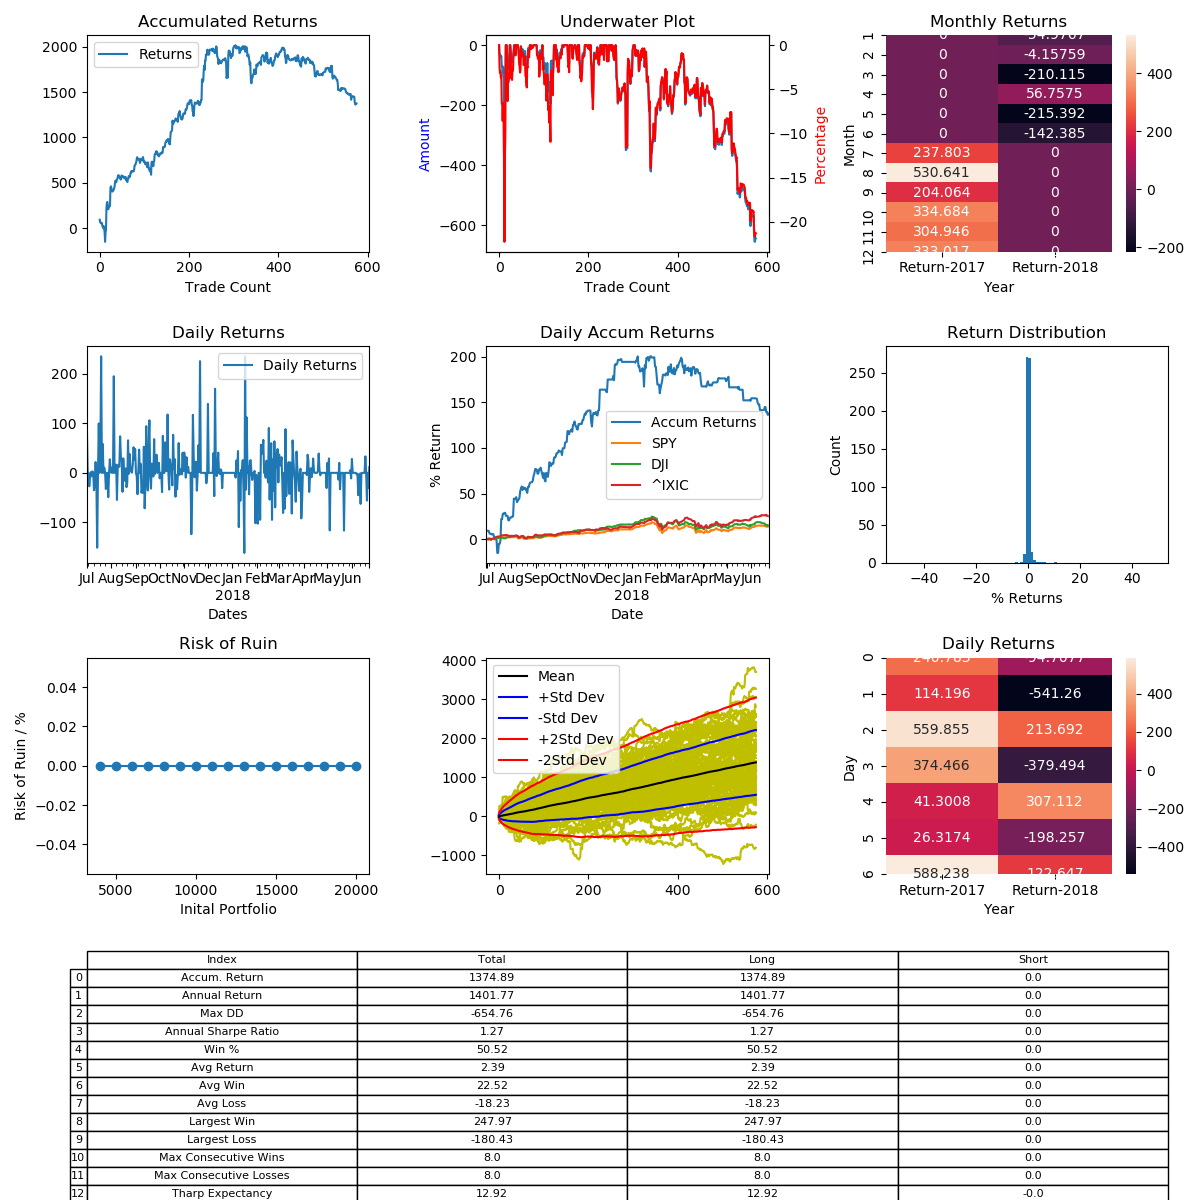 Accumulated Returns
Returns
2000
1500
1000
500
0
0 200 400 600
Trade Count
Underwater Plot
Amount
0
−200
−400
−600
0
−5
−10
−15
−20
Percentage
0 200 400 600
Trade Count
Monthly Returns
Month
1
2 0 -4.15759
3 0 -210.115
4 0 56.7575
5 0 -215.392
6 0 -142.385
7 237.803 0
8 530.641 0
9 204.064 0
10 334.684 0
11 304.946 0
12 333.017 0
Return-2017 Return-2018
Year
400
200
0
−200
Daily Returns
Daily Returns
200
100
0
−100
Jul Aug Sep Oct Nov Dec Jan Feb Mar Apr May Jun
2018
Dates
Daily Accum Returns
% Return
200
150
100
50
0
Accum Returns
SPY
DJI
^IXIC
Jul Aug Sep Oct Nov Dec Jan Feb Mar Apr May Jun
2018
Date
Return Distribution
Count
250
200
150
100
50
0
−40 −20 0 20 40
% Returns
Risk of Ruin
Risk of Ruin / %
0.04
0.02
0.00
−0.02
−0.04
5000 10000 15000 20000
Inital Portfolio
4000
3000
2000
1000
0
−1000
Mean
+Std Dev
-Std Dev
+2Std Dev
-2Std Dev
0 200 400 600
Daily Returns
Day
0
1 114.196 -541.26
2 559.855 213.692
3 374.466 -379.494
4 41.3008 307.112
5 26.3174 -198.257
6 588.238 122.647
Return-2017 Return-2018
Year
400
200
0
−200
−400
Index Total Long Short
0 Accum. Return 1374.89 1374.89 0.0
1 Annual Return 1401.77 1401.77 0.0
2 Max DD -654.76 -654.76 0.0
3 Annual Sharpe Ratio 1.27 1.27 0.0
4 Win % 50.52 50.52 0.0
5 Avg Return 2.39 2.39 0.0
6 Avg Win 22.52 22.52 0.0
7 Avg Loss -18.23 -18.23 0.0
8 Largest Win 247.97 247.97 0.0
9 Largest Loss -180.43 -180.43 0.0
10 Max Consecutive Wins 8.0 8.0 0.0
11 Max Consecutive Losses 8.0 8.0 0.0
12 Tharp Expectancy 12.92 12.92 -0.0